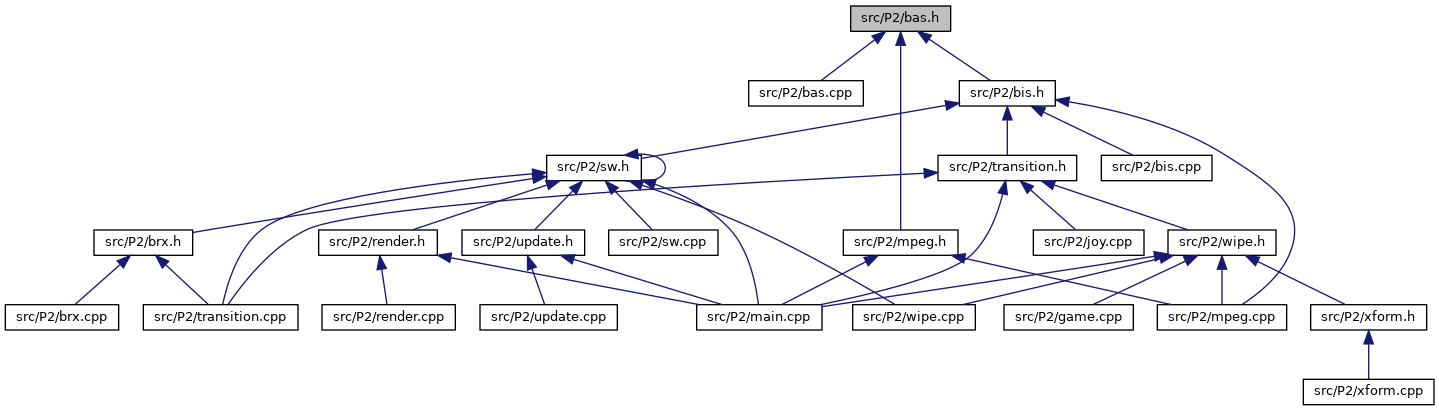 src/P2/bas.h
src/P2/bas.cpp
src/P2/bis.h
src/P2/sw.h
src/P2/transition.h
src/P2/bis.cpp
src/P2/brx.h
src/P2/render.h
src/P2/update.h
src/P2/sw.cpp
src/P2/mpeg.h
src/P2/joy.cpp
src/P2/wipe.h
src/P2/brx.cpp
src/P2/transition.cpp
src/P2/render.cpp
src/P2/update.cpp
src/P2/main.cpp
src/P2/wipe.cpp
src/P2/game.cpp
src/P2/mpeg.cpp
src/P2/xform.h
src/P2/xform.cpp